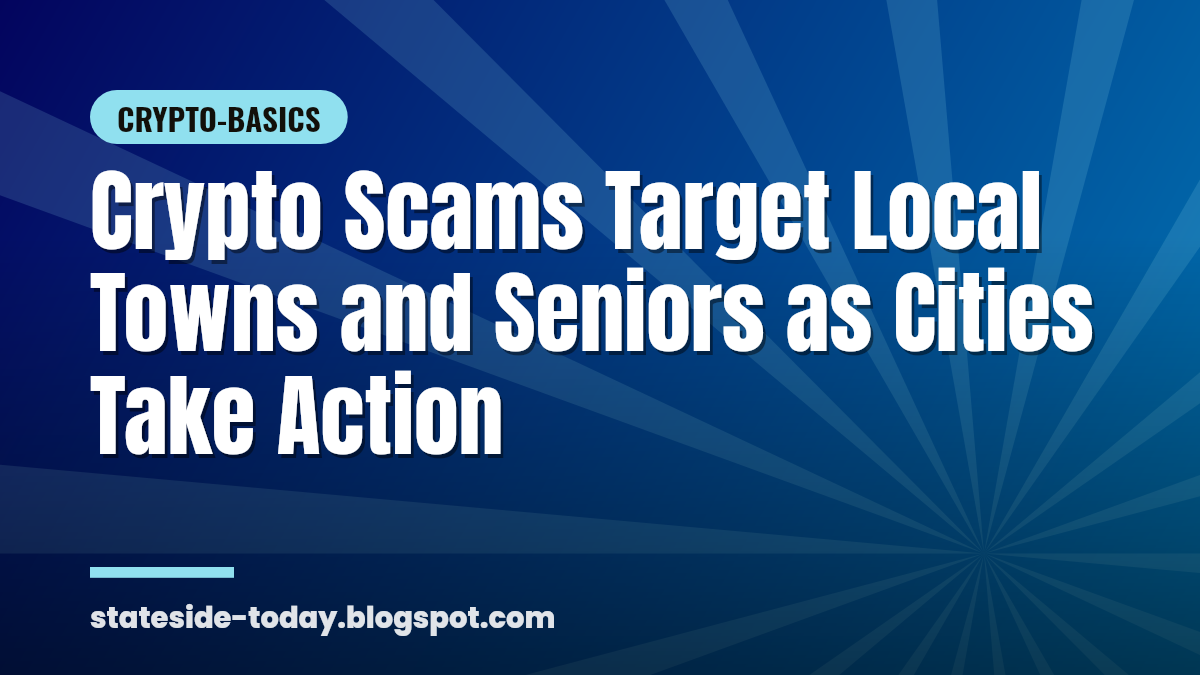 CRYPTO-BASICS
Crypto Scams Target Local
Towns and Seniors as Cities
Take Action
stateside-today.blogspot.com